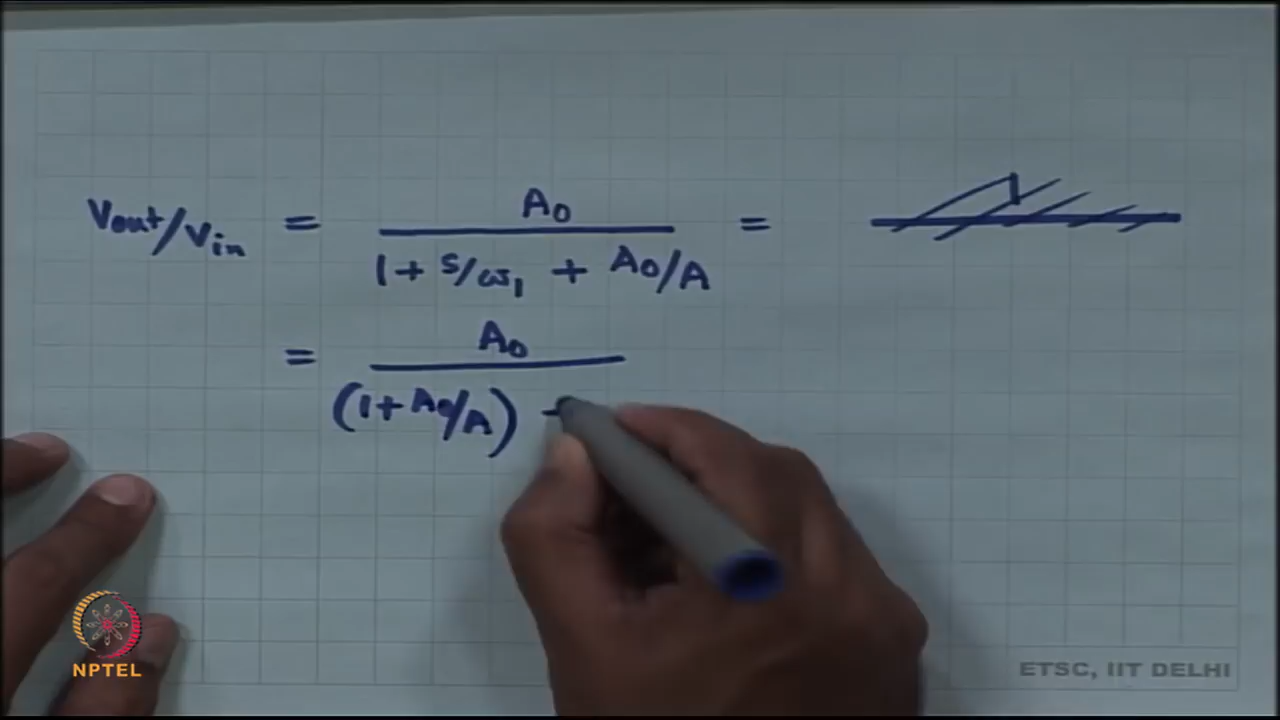 Vout/Vin = A0 / (1 + s/ω1 + A0/A) =
= A0 / (1 + A0/A) +
NPTEL
ETSC, IIT DELHI